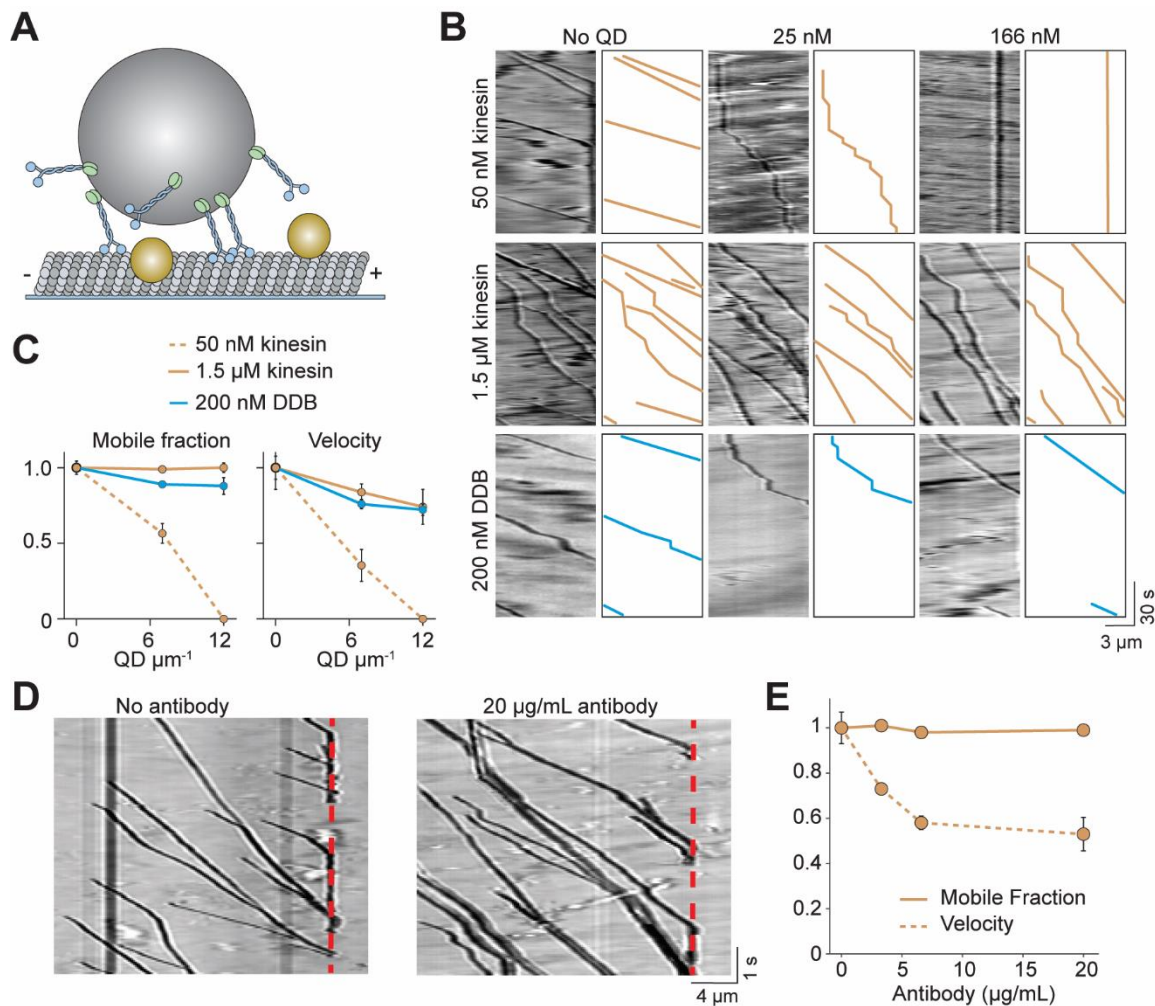 A
-
+
B
No QD
25 nM
166 nM
50 nM kinesin
1.5 µM kinesin
200 nM DDB
30 s
3 µm
C
50 nM kinesin
1.5 µM kinesin
200 nM DDB
Mobile fraction
Velocity
1.0
0.5
0
0
6
12
0
6
12
QD µm⁻¹
QD µm⁻¹
D
No antibody
20 µg/mL antibody
1 s
4 µm
E
1
0.8
0.6
0.4
0.2
0
Mobile Fraction
Velocity
0
5
10
15
20
Antibody (µg/mL)